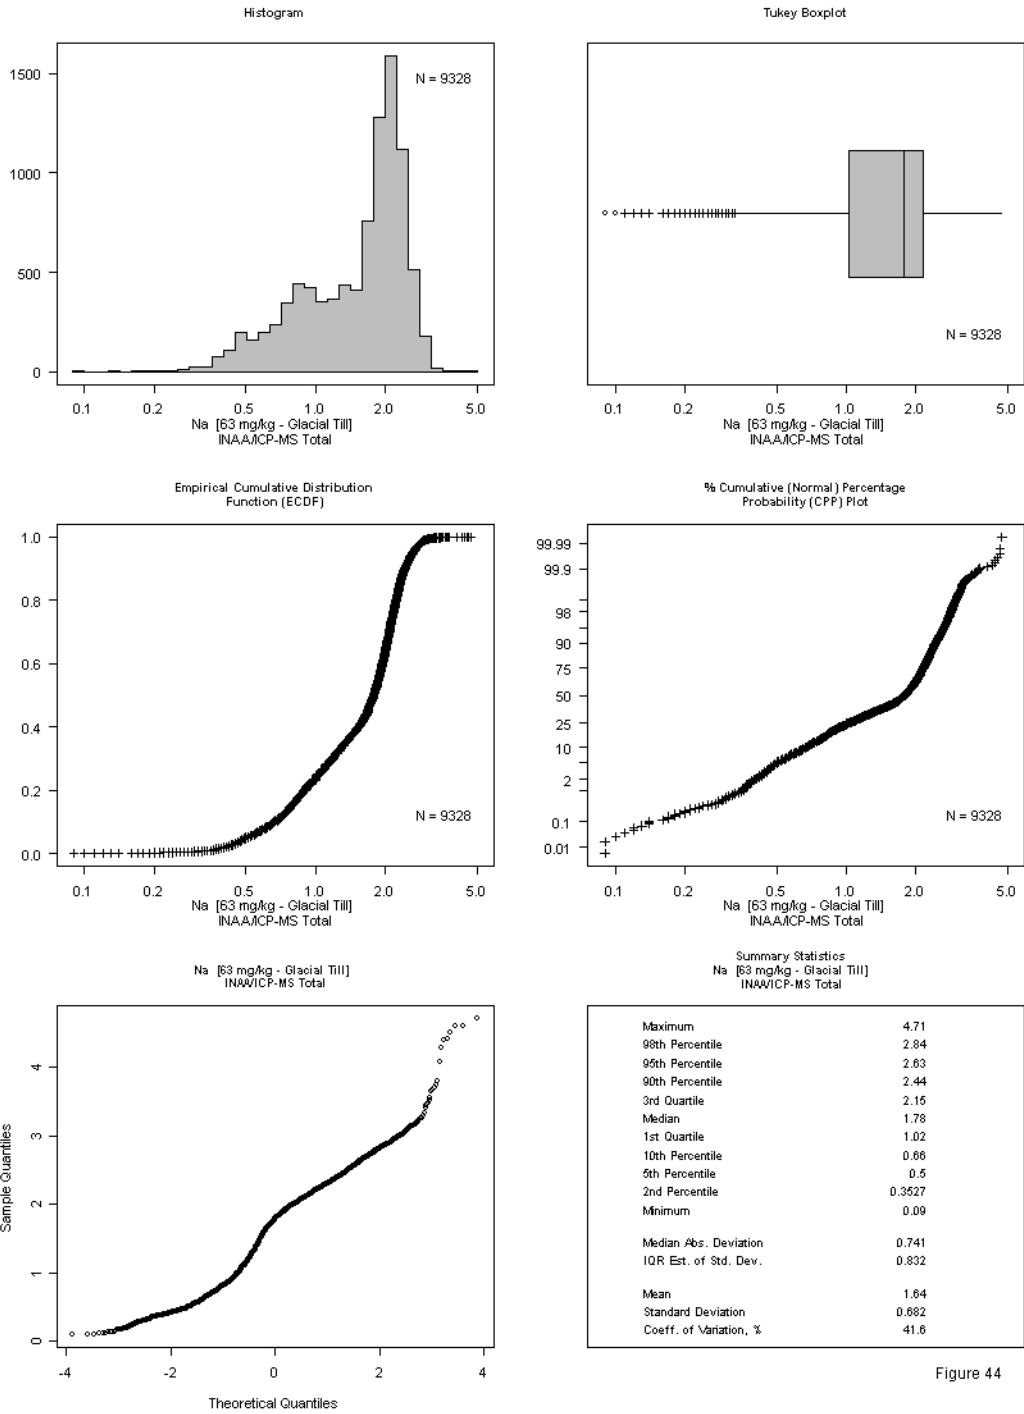 Histogram
1500
1000
500
0
N = 9328
0.1 0.2 0.5 1.0 2.0 5.0
Na [63 mg/kg - Glacial Till]
INAA/ICP-MS Total
Tukey Boxplot
N = 9328
0.1 0.2 0.5 1.0 2.0 5.0
Na [63 mg/kg - Glacial Till]
INAA/ICP-MS Total
Empirical Cumulative Distribution
Function (ECDF)
1.0
0.8
0.6
0.4
0.2
0.0
N = 9328
0.1 0.2 0.5 1.0 2.0 5.0
Na [63 mg/kg - Glacial Till]
INAA/ICP-MS Total
% Cumulative (Normal) Percentage
Probability (CPP) Plot
99.99
99.9
98
90
75
50
25
10
2
0.1
0.01
N = 9328
0.1 0.2 0.5 1.0 2.0 5.0
Na [63 mg/kg - Glacial Till]
INAA/ICP-MS Total
Na [63 mg/kg - Glacial Till]
INAA/ICP-MS Total
Sample Quantiles
4
3
2
1
0
-4 -2 0 2 4
Theoretical Quantiles
Summary Statistics
Na [63 mg/kg - Glacial Till]
INAA/ICP-MS Total
Maximum 4.71
98th Percentile 2.84
95th Percentile 2.63
90th Percentile 2.44
3rd Quartile 2.15
Median 1.78
1st Quartile 1.02
10th Percentile 0.66
5th Percentile 0.5
2nd Percentile 0.3527
Minimum 0.09
Median Abs. Deviation 0.741
IQR Est. of Std. Dev. 0.832
Mean 1.64
Standard Deviation 0.682
Coeff. of Variation, % 41.6
Figure 44